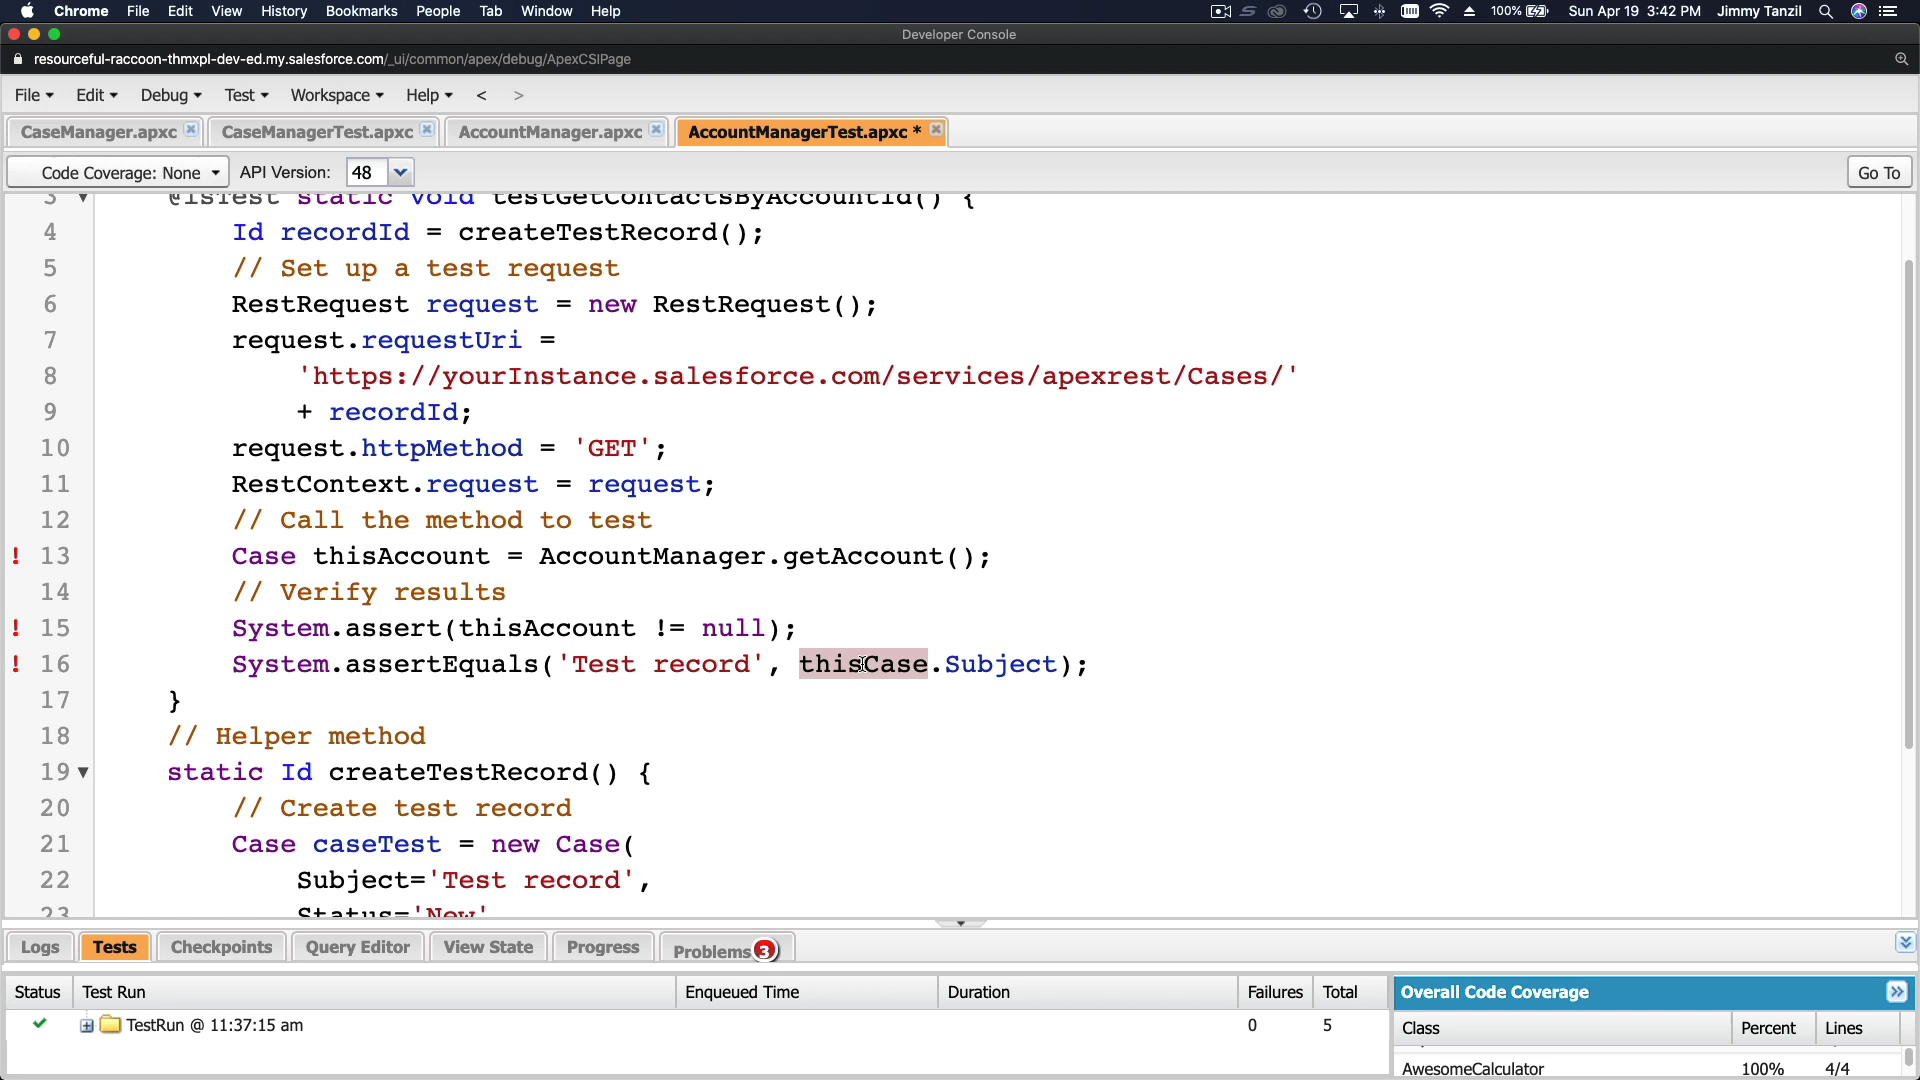 Chrome File Edit View History Bookmarks People Tab Window Help 100% Sun Apr 19 3:42 PM Jimmy Tanzil
Developer Console
resourceful-raccoon-thmxpl-dev-ed.my.salesforce.com/_ui/common/apex/debug/ApexCSIPage
File Edit Debug Test Workspace Help < >
CaseManager.apxc CaseManagerTest.apxc AccountManager.apxc AccountManagerTest.apxc *
Code Coverage: None API Version: 48 Go To
3 @isTest static void testGetContactsByAccountId() {
4 Id recordId = createTestRecord();
5 // Set up a test request
6 RestRequest request = new RestRequest();
7 request.requestUri =
8 'https://yourInstance.salesforce.com/services/apexrest/Cases/'
9 + recordId;
10 request.httpMethod = 'GET';
11 RestContext.request = request;
12 // Call the method to test
! 13 Case thisAccount = AccountManager.getAccount();
14 // Verify results
! 15 System.assert(thisAccount != null);
! 16 System.assertEquals('Test record', thisCase.Subject);
17 }
18 // Helper method
19 static Id createTestRecord() {
20 // Create test record
21 Case caseTest = new Case(
22 Subject='Test record',
23 Status='New'
Logs Tests Checkpoints Query Editor View State Progress Problems 3
Status Test Run Enqueued Time Duration Failures Total Overall Code Coverage
TestRun @ 11:37:15 am 0 5 Class Percent Lines
AwesomeCalculator 100% 4/4